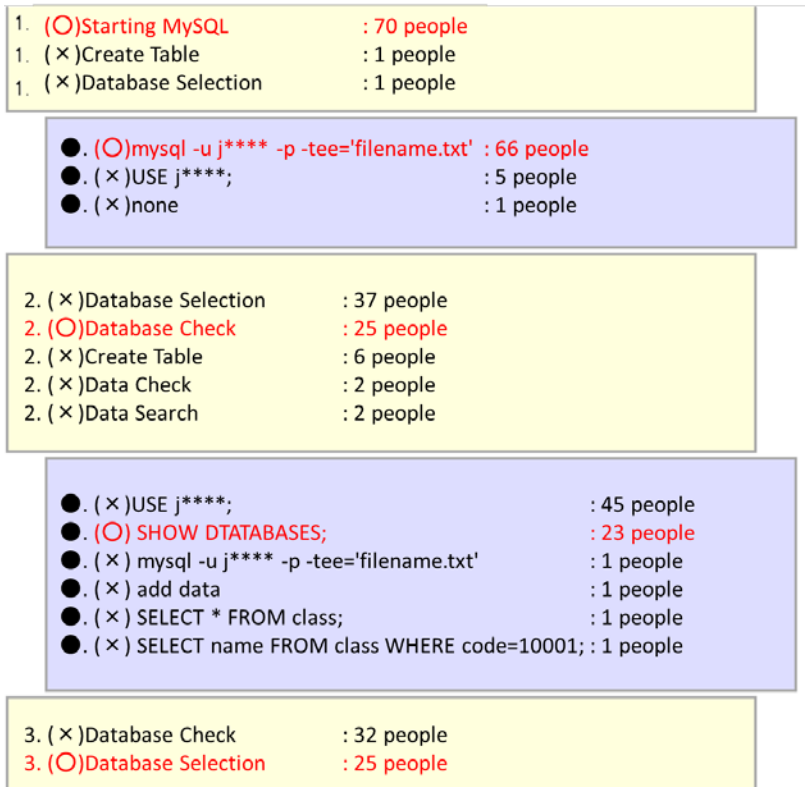 1. (○)Starting MySQL : 70 people
1. (×)Create Table : 1 people
1. (×)Database Selection : 1 people
●. (○)mysql -u j**** -p -tee='filename.txt' : 66 people
●. (×)USE j****; : 5 people
●. (×)none : 1 people
2. (×)Database Selection : 37 people
2. (○)Database Check : 25 people
2. (×)Create Table : 6 people
2. (×)Data Check : 2 people
2. (×)Data Search : 2 people
●. (×)USE j****; : 45 people
●. (○) SHOW DTATABASES; : 23 people
●. (×) mysql -u j**** -p -tee='filename.txt' : 1 people
●. (×) add data : 1 people
●. (×) SELECT * FROM class; : 1 people
●. (×) SELECT name FROM class WHERE code=10001; : 1 people
3. (×)Database Check : 32 people
3. (○)Database Selection : 25 people